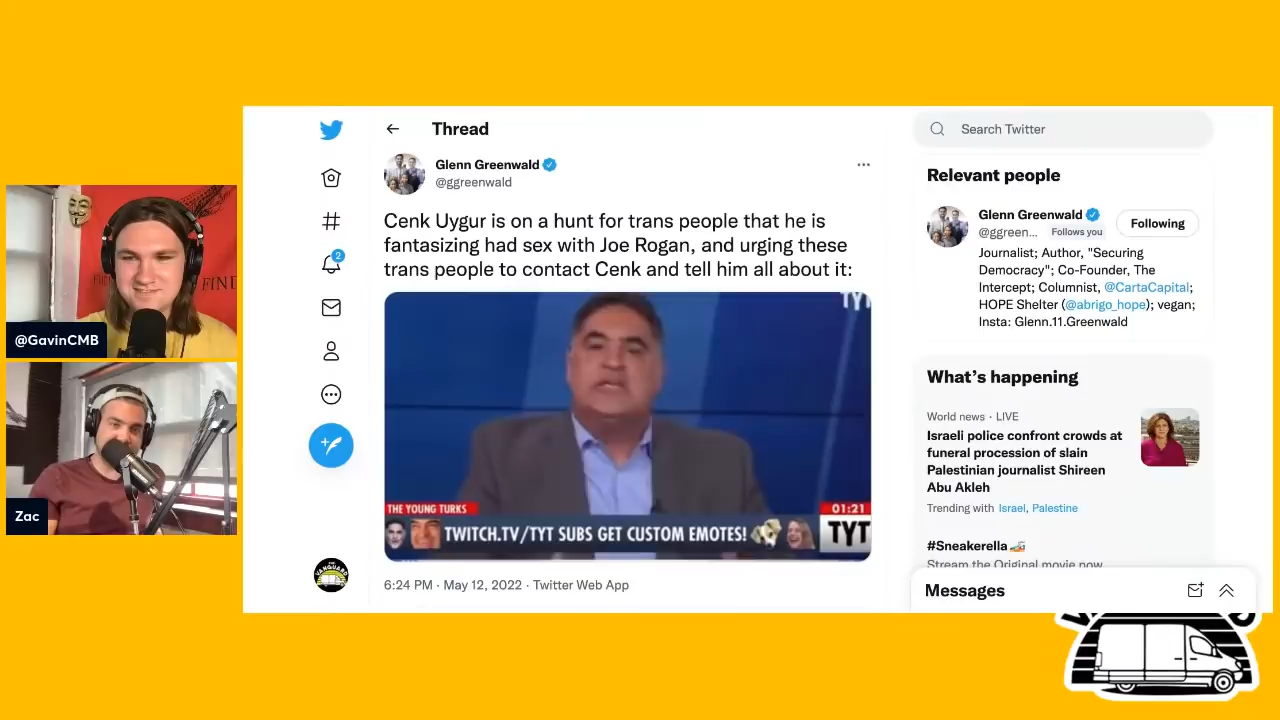 FIND
@GavinCMB
Zac
Thread
Glenn Greenwald
@ggreenwald
Cenk Uygur is on a hunt for trans people that he is
fantasizing had sex with Joe Rogan, and urging these
trans people to contact Cenk and tell him all about it:
TYT
THE YOUNG TURKS
01:21
TWITCH.TV/TYT SUBS GET CUSTOM EMOTES!
TYT
6:24 PM · May 12, 2022 · Twitter Web App
2
VANGUARD
Search Twitter
Relevant people
Glenn Greenwald
@ggreen... Follows you
Following
Journalist; Author, "Securing
Democracy"; Co-Founder, The
Intercept; Columnist, @CartaCapital;
HOPE Shelter (@abrigo_hope); vegan;
Insta: Glenn.11.Greenwald
What's happening
World news · LIVE
Israeli police confront crowds at
funeral procession of slain
Palestinian journalist Shireen
Abu Akleh
Trending with Israel, Palestine
#Sneakerella
Stream the Original movie now
Messages